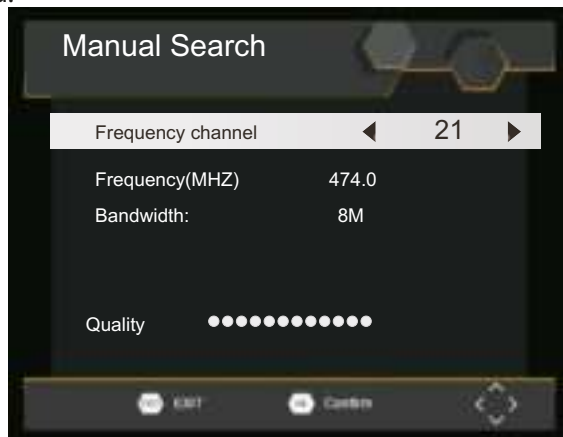 Manual Search
Frequency channel 21
Frequency(MHZ) 474.0
Bandwidth: 8M
Quality
EXIT Confirm